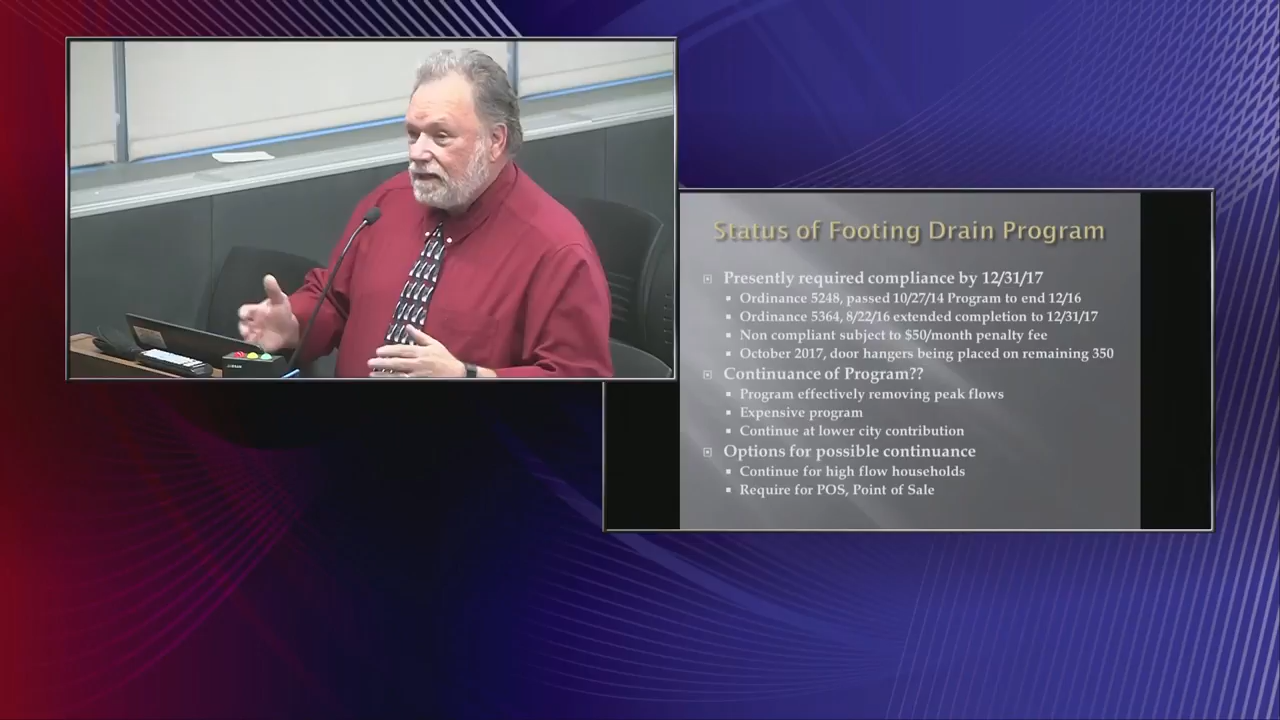 Status of Footing Drain Program
Presently required compliance by 12/31/17
Ordinance 5248, passed 10/27/14 Program to end 12/16
Ordinance 5364, 8/22/16 extended completion to 12/31/17
Non compliant subject to $50/month penalty fee
October 2017, door hangers being placed on remaining 350
Continuance of Program??
Program effectively removing peak flows
Expensive program
Continue at lower city contribution
Options for possible continuance
Continue for high flow households
Require for POS, Point of Sale